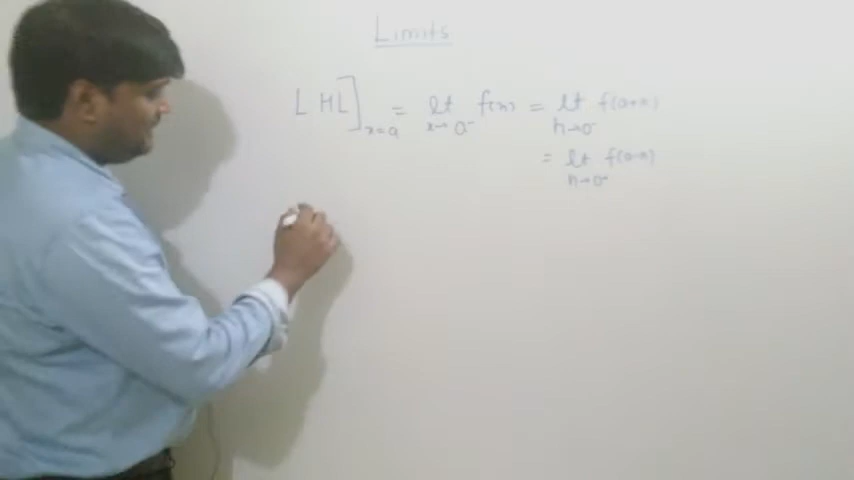 Limits
LHL]x=a = lt x→a⁻ f(x) = lt h→0⁻ f(a+h)
= lt h→0 f(a-h)